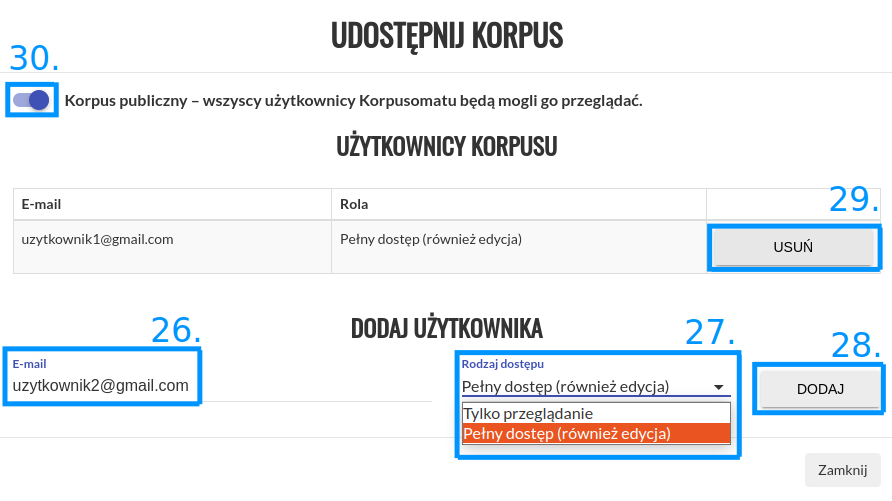 UDOSTĘPNIJ KORPUS
30.
Korpus publiczny – wszyscy użytkownicy Korpusomatu będą mogli go przeglądać.
UŻYTKOWNICY KORPUSU
29.
E-mail Rola
uzytkownik1@gmail.com Pełny dostęp (również edycja) USUŃ
26. DODAJ UŻYTKOWNIKA 27. 28.
E-mail Rodzaj dostępu
uzytkownik2@gmail.com Pełny dostęp (również edycja) DODAJ
Tylko przeglądanie
Pełny dostęp (również edycja)
Zamknij